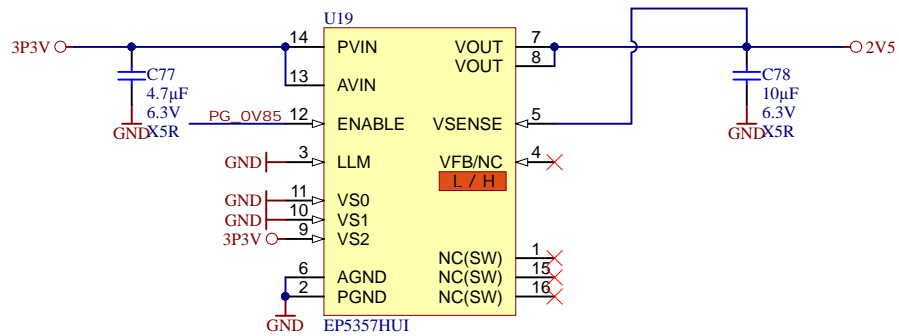 U19
3P3V
14
PVIN
VOUT
7
2V5
VOUT
8
C77
4.7µF
6.3V
X5R
GND
13
AVIN
C78
10µF
6.3V
X5R
GND
PG_0V85
12
ENABLE
VSENSE
5
GND
3
LLM
VFB/NC
4
L / H
GND
11
VS0
GND
10
VS1
3P3V
9
VS2
NC(SW)
1
6
AGND
NC(SW)
15
2
PGND
NC(SW)
16
GND
EP5357HUI